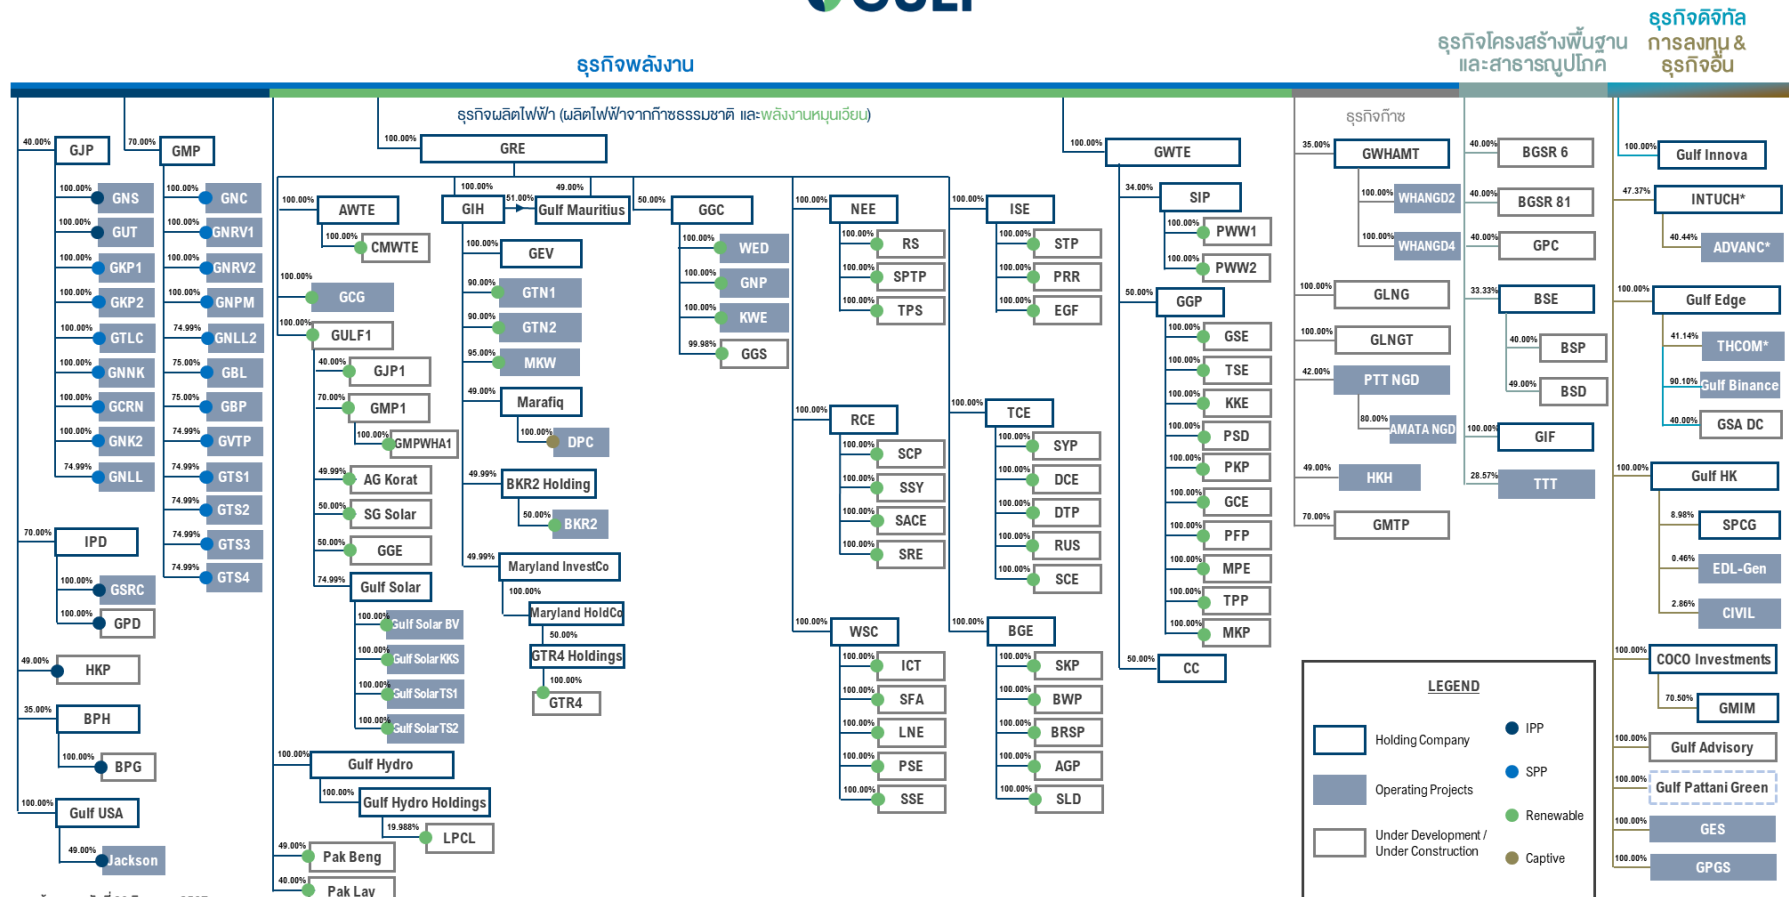 GULF
ธุรกิจพลังงาน
ธุรกิจโครงสร้างพื้นฐาน
และสาธารณูปโภค
ธุรกิจดิจิทัล
การลงทุน &
ธุรกิจอื่น
ธุรกิจผลิตไฟฟ้า (ผลิตไฟฟ้าจากก๊าซธรรมชาติ และพลังงานหมุนเวียน)
ธุรกิจก๊าซ
40.00% GJP
100.00% GNS
100.00% GUT
100.00% GKP1
100.00% GKP2
100.00% GTLC
100.00% GNNK
100.00% GCRN
100.00% GNK2
74.99% GNLL
70.00% IPD
100.00% GSRC
100.00% GPD
49.00% HKP
35.00% BPH
100.00% BPG
100.00% Gulf USA
49.00% Jackson
70.00% GMP
100.00% GNC
100.00% GNRV1
100.00% GNRV2
100.00% GNPM
74.99% GNLL2
75.00% GBL
75.00% GBP
74.99% GVTP
74.99% GTS1
74.99% GTS2
74.99% GTS3
74.99% GTS4
100.00% GRE
100.00% AWTE
100.00% CMWTE
100.00% GCG
100.00% GULF1
40.00% GJP1
70.00% GMP1
100.00% GMPWHA1
49.99% AG Korat
50.00% SG Solar
50.00% GGE
74.99% Gulf Solar
100.00% Gulf Solar BV
100.00% Gulf Solar KKS
100.00% Gulf Solar TS1
100.00% Gulf Solar TS2
100.00% Gulf Hydro
100.00% Gulf Hydro Holdings
19.988% LPCL
49.00% Pak Beng
40.00% Pak Lay
100.00% GIH
51.00% 49.00% Gulf Mauritius
100.00% GEV
90.00% GTN1
90.00% GTN2
95.00% MKW
49.00% Marafiq
100.00% DPC
49.99% BKR2 Holding
50.00% BKR2
49.99% Maryland InvestCo
100.00% Maryland HoldCo
50.00% GTR4 Holdings
100.00% GTR4
50.00% GGC
100.00% WED
100.00% GNP
100.00% KWE
99.98% GGS
100.00% NEE
100.00% RS
100.00% SPTP
100.00% TPS
100.00% RCE
100.00% SCP
100.00% SSY
100.00% SACE
100.00% SRE
100.00% WSC
100.00% ICT
100.00% SFA
100.00% LNE
100.00% PSE
100.00% SSE
100.00% ISE
100.00% STP
100.00% PRR
100.00% EGF
100.00% TCE
100.00% SYP
100.00% DCE
100.00% DTP
100.00% RUS
100.00% SCE
100.00% BGE
100.00% SKP
100.00% BWP
100.00% BRSP
100.00% AGP
100.00% SLD
100.00% GWTE
34.00% SIP
100.00% PWW1
100.00% PWW2
50.00% GGP
100.00% GSE
100.00% TSE
100.00% KKE
100.00% PSD
100.00% PKP
100.00% GCE
100.00% PFP
100.00% MPE
100.00% TPP
100.00% MKP
50.00% CC
35.00% GWHAMT
100.00% WHANGD2
100.00% WHANGD4
100.00% GLNG
100.00% GLNGT
42.00% PTT NGD
80.00% AMATA NGD
49.00% HKH
70.00% GMTP
40.00% BGSR 6
40.00% BGSR 81
40.00% GPC
33.33% BSE
40.00% BSP
49.00% BSD
100.00% GIF
28.57% TTT
100.00% Gulf Innova
47.37% INTUCH*
40.44% ADVANC*
100.00% Gulf Edge
41.14% THCOM*
90.10% Gulf Binance
40.00% GSA DC
100.00% Gulf HK
8.98% SPCG
0.46% EDL-Gen
2.86% CIVIL
100.00% COCO Investments
70.50% GMIM
100.00% Gulf Advisory
100.00% Gulf Pattani Green
100.00% GES
100.00% GPGS
LEGEND
Holding Company
Operating Projects
Under Development /
Under Construction
IPP
SPP
Renewable
Captive